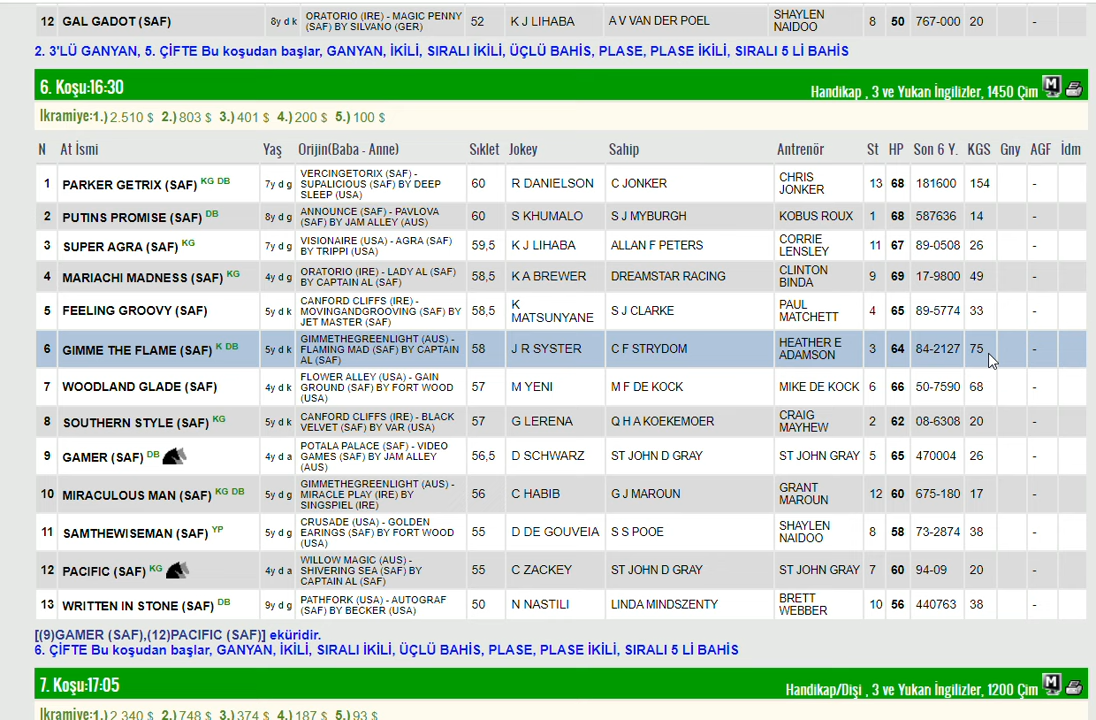 12 GAL GADOT (SAF) 8y d k ORATORIO (IRE) - MAGIC PENNY (SAF) BY SILVANO (GER) 52 K J LIHABA A V VAN DER POEL SHAYLEN NAIDOO 8 50 767-000 20 -
2. 3'LÜ GANYAN, 5. ÇİFTE Bu koşudan başlar, GANYAN, İKİLİ, SIRALI İKİLİ, ÜÇLÜ BAHİS, PLASE, PLASE İKİLİ, SIRALI 5 Lİ BAHİS
6. Koşu:16:30 Handikap , 3 ve Yukarı İngilizler, 1450 Çim M
İkramiye:1.) 2.510 $ 2.) 803 $ 3.) 401 $ 4.) 200 $ 5.) 100 $
N At İsmi Yaş Orijin(Baba - Anne) Sıklet Jokey Sahip Antrenör St HP Son 6 Y. KGS Gny AGF İdm
1 PARKER GETRIX (SAF) KG DB 7y d g VERCINGETORIX (SAF) - SUPALICIOUS (SAF) BY DEEP SLEEP (USA) 60 R DANIELSON C JONKER CHRIS JONKER 13 68 181600 154 -
2 PUTINS PROMISE (SAF) DB 8y d g ANNOUNCE (SAF) - PAVLOVA (SAF) BY JAM ALLEY (AUS) 60 S KHUMALO S J MYBURGH KOBUS ROUX 1 68 587636 14 -
3 SUPER AGRA (SAF) KG 7y d g VISIONAIRE (USA) - AGRA (SAF) BY TRIPPI (USA) 59,5 K J LIHABA ALLAN F PETERS CORRIE LENSLEY 11 67 89-0508 26 -
4 MARIACHI MADNESS (SAF) KG 4y d g ORATORIO (IRE) - LADY AL (SAF) BY CAPTAIN AL (SAF) 58,5 K A BREWER DREAMSTAR RACING CLINTON BINDA 9 69 17-9800 49 -
5 FEELING GROOVY (SAF) 5y d k CANFORD CLIFFS (IRE) - MOVINGANDGROOVING (SAF) BY JET MASTER (SAF) 58,5 K MATSUNYANE S J CLARKE PAUL MATCHETT 4 65 89-5774 33 -
6 GIMME THE FLAME (SAF) K DB 5y d k GIMMETHEGREENLIGHT (AUS) - FLAMING MAD (SAF) BY CAPTAIN AL (SAF) 58 J R SYSTER C F STRYDOM HEATHER E ADAMSON 3 64 84-2127 75 -
7 WOODLAND GLADE (SAF) 4y d k FLOWER ALLEY (USA) - GAIN GROUND (SAF) BY FORT WOOD (USA) 57 M YENI M F DE KOCK MIKE DE KOCK 6 66 50-7590 68 -
8 SOUTHERN STYLE (SAF) KG 5y d k CANFORD CLIFFS (IRE) - BLACK VELVET (SAF) BY VAR (USA) 57 G LERENA Q H A KOEKEMOER CRAIG MAYHEW 2 62 08-6308 20 -
9 GAMER (SAF) DB 4y d a POTALA PALACE (SAF) - VIDEO GAMES (SAF) BY JAM ALLEY (AUS) 56,5 D SCHWARZ ST JOHN D GRAY ST JOHN GRAY 5 65 470004 26 -
10 MIRACULOUS MAN (SAF) KG DB 5y d g GIMMETHEGREENLIGHT (AUS) - MIRACLE PLAY (IRE) BY SINGSPIEL (IRE) 56 C HABIB G J MAROUN GRANT MAROUN 12 60 675-180 17 -
11 SAMTHEWISEMAN (SAF) YP 5y d g CRUSADE (USA) - GOLDEN EARINGS (SAF) BY FORT WOOD (USA) 55 D DE GOUVEIA S S POOE SHAYLEN NAIDOO 8 58 73-2874 38 -
12 PACIFIC (SAF) KG 4y d a WILLOW MAGIC (AUS) - SHIVERING SEA (SAF) BY CAPTAIN AL (SAF) 55 C ZACKEY ST JOHN D GRAY ST JOHN GRAY 7 60 94-09 20 -
13 WRITTEN IN STONE (SAF) DB 9y d g PATHFORK (USA) - AUTOGRAF (SAF) BY BECKER (USA) 50 N NASTILI LINDA MINDSZENTY BRETT WEBBER 10 56 440763 38 -
[(9)GAMER (SAF),(12)PACIFIC (SAF)] eküridir.
6. ÇİFTE Bu koşudan başlar, GANYAN, İKİLİ, SIRALI İKİLİ, ÜÇLÜ BAHİS, PLASE, PLASE İKİLİ, SIRALI 5 Lİ BAHİS
7. Koşu:17:05 Handikap/Dişi , 3 ve Yukarı İngilizler, 1200 Çim M
İkramiye:1.) 2.340 $ 2.) 748 $ 3.) 374 $ 4.) 187 $ 5.) 93 $